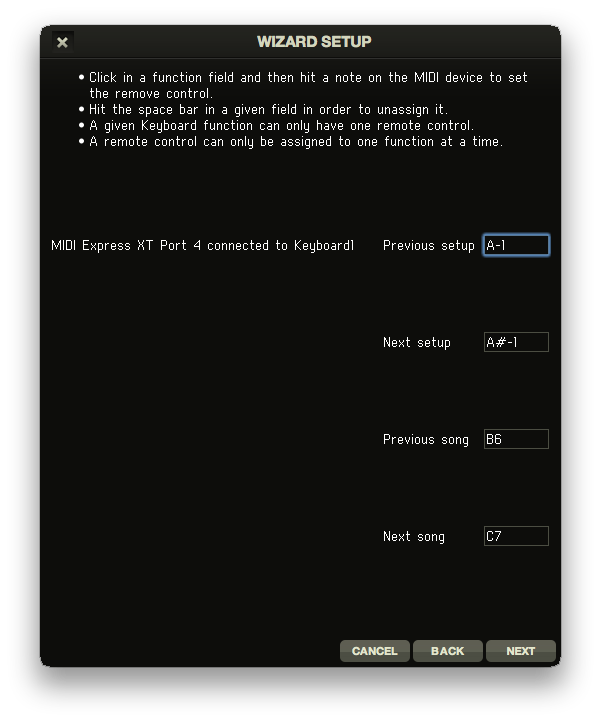 WIZARD SETUP
• Click in a function field and then hit a note on the MIDI device to set
the remove control.
• Hit the space bar in a given field in order to unassign it.
• A given Keyboard function can only have one remote control.
• A remote control can only be assigned to one function at a time.
MIDI Express XT Port 4 connected to Keyboard1 Previous setup A-1
Next setup A#-1
Previous song B6
Next song C7
CANCEL BACK NEXT